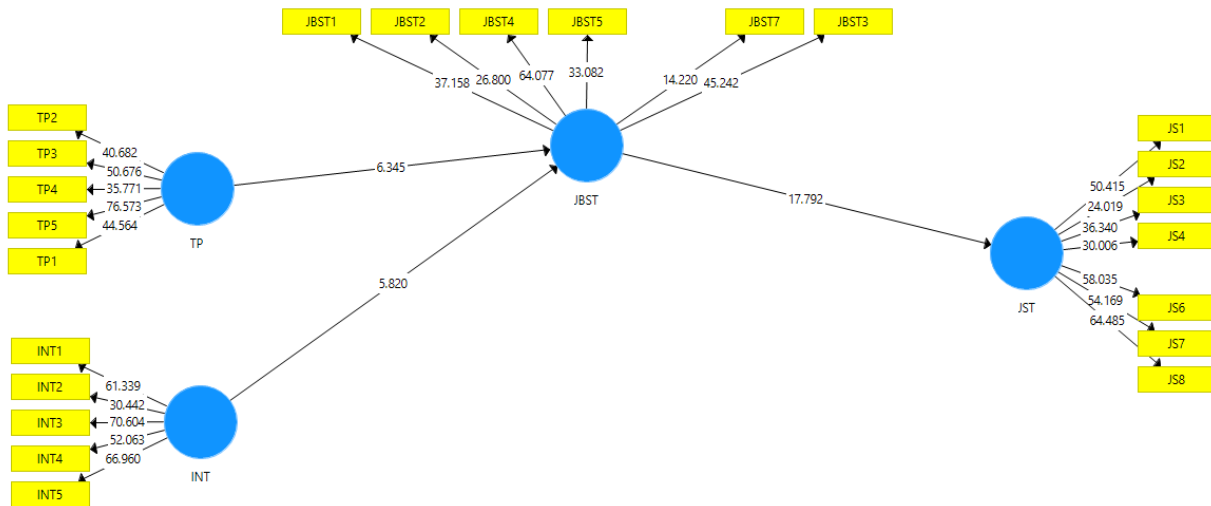 JBST1
JBST2
JBST4
JBST5
JBST7
JBST3
37.158
26.800
64.077
33.082
14.220
45.242
TP2
TP3
TP4
TP5
TP1
40.682
50.676
35.771
76.573
44.564
TP
6.345
JBST
17.792
JS1
JS2
JS3
JS4
JS6
JS7
JS8
50.415
24.019
36.340
30.006
58.035
54.169
64.485
JST
5.820
INT1
INT2
INT3
INT4
INT5
61.339
30.442
70.604
52.063
66.960
INT